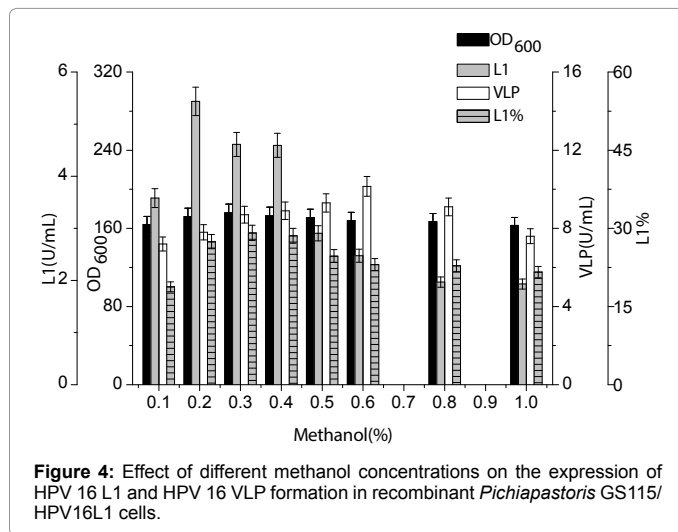 OD600
L1
VLP
L1%
6
4
2
0
L1(U/mL)
320
240
160
80
0
OD600
16
12
8
4
0
VLP(U/mL)
60
45
30
15
0
L1%
0.1 0.2 0.3 0.4 0.5 0.6 0.7 0.8 0.9 1.0
Methanol(%)
Figure 4: Effect of different methanol concentrations on the expression of
HPV 16 L1 and HPV 16 VLP formation in recombinant Pichiapastoris GS115/
HPV16L1 cells.